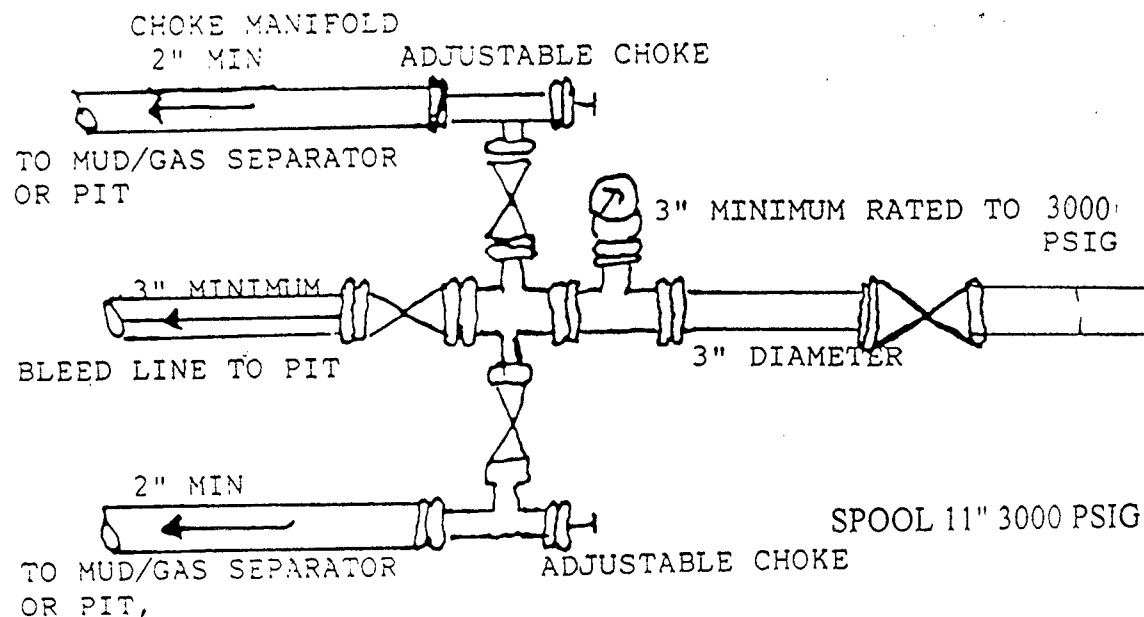 CHOKE MANIFOLD
2" MIN
ADJUSTABLE CHOKE
TO MUD/GAS SEPARATOR
OR PIT
3" MINIMUM RATED TO 3000
PSIG
3" MINIMUM
BLEED LINE TO PIT
3" DIAMETER
2" MIN
SPOOL 11" 3000 PSIG
TO MUD/GAS SEPARATOR
OR PIT,
ADJUSTABLE CHOKE